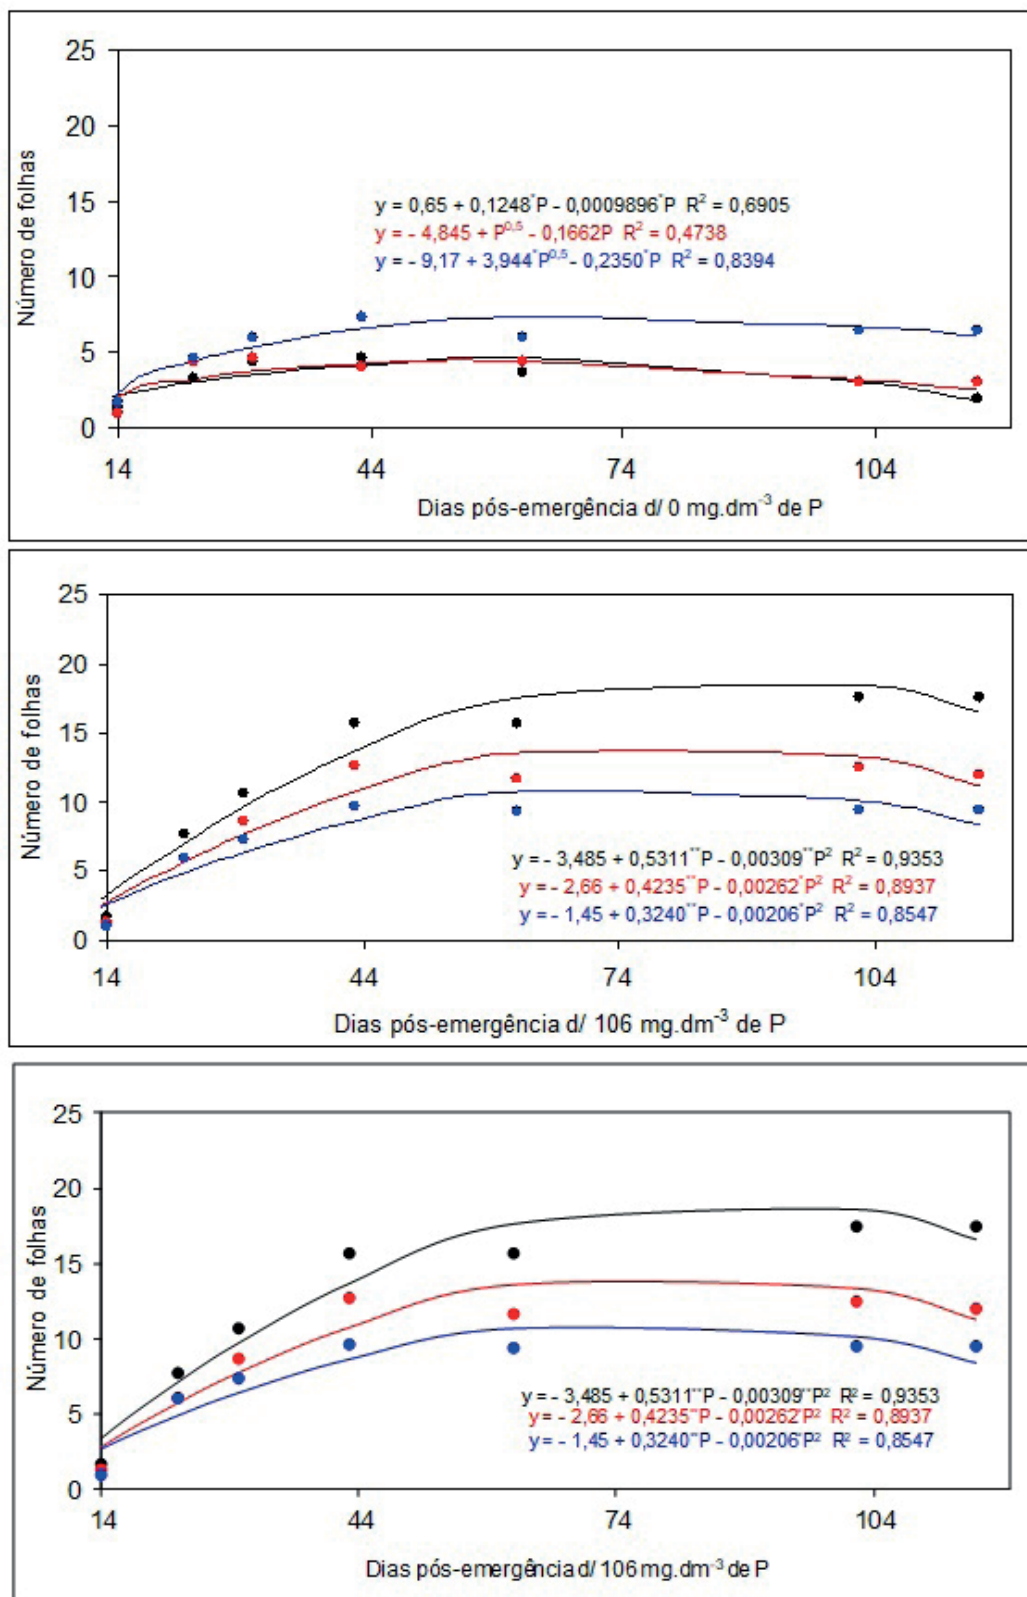 25
20
15
10
5
0
Número de folhas
y = 0,65 + 0,1248*P - 0,0009896*P R² = 0,6905
y = - 4,845 + P^0,5 - 0,1662P R² = 0,4738
y = - 9,17 + 3,944*P^0,5 - 0,2350*P R² = 0,8394
14 44 74 104
Dias pós-emergência d/ 0 mg.dm⁻³ de P
25
20
15
10
5
0
Número de folhas
y = - 3,485 + 0,5311**P - 0,00309**P² R² = 0,9353
y = - 2,66 + 0,4235**P - 0,00262*P² R² = 0,8937
y = - 1,45 + 0,3240**P - 0,00206*P² R² = 0,8547
14 44 74 104
Dias pós-emergência d/ 106 mg.dm⁻³ de P
25
20
15
10
5
0
Número de folhas
y = - 3,485 + 0,5311**P - 0,00309**P² R² = 0,9353
y = - 2,66 + 0,4235**P - 0,00262*P² R² = 0,8937
y = - 1,45 + 0,3240**P - 0,00206*P² R² = 0,8547
14 44 74 104
Dias pós-emergência d/ 106 mg.dm⁻³ de P